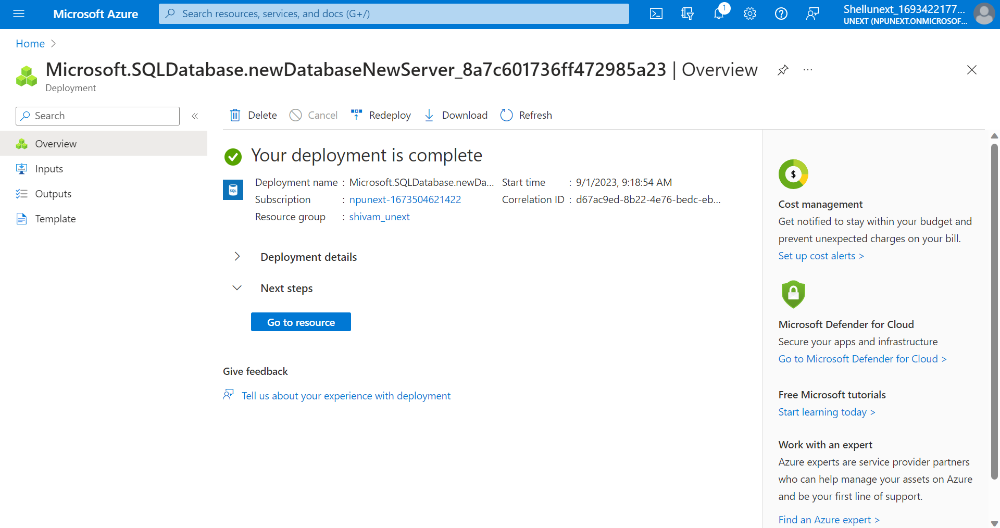 Microsoft Azure
Search resources, services, and docs (G+/)
1
Shellunext_1693422177...
UNEXT (NPUNEXT.ONMICROSOF...
Home
Microsoft.SQLDatabase.newDatabaseNewServer_8a7c601736ff472985a23 | Overview
...
Deployment
Search
«
Delete
Cancel
Redeploy
Download
Refresh
Overview
Inputs
Outputs
Template
Your deployment is complete
SQL
Deployment name : Microsoft.SQLDatabase.newDa...
Subscription : npunext-1673504621422
Resource group : shivam_unext
Start time : 9/1/2023, 9:18:54 AM
Correlation ID : d67ac9ed-8b22-4e76-bedc-eb...
Deployment details
Next steps
Go to resource
Give feedback
Tell us about your experience with deployment
$
Cost management
Get notified to stay within your budget and
prevent unexpected charges on your bill.
Set up cost alerts >
Microsoft Defender for Cloud
Secure your apps and infrastructure
Go to Microsoft Defender for Cloud >
Free Microsoft tutorials
Start learning today >
Work with an expert
Azure experts are service provider partners
who can help manage your assets on Azure
and be your first line of support.
Find an Azure expert >